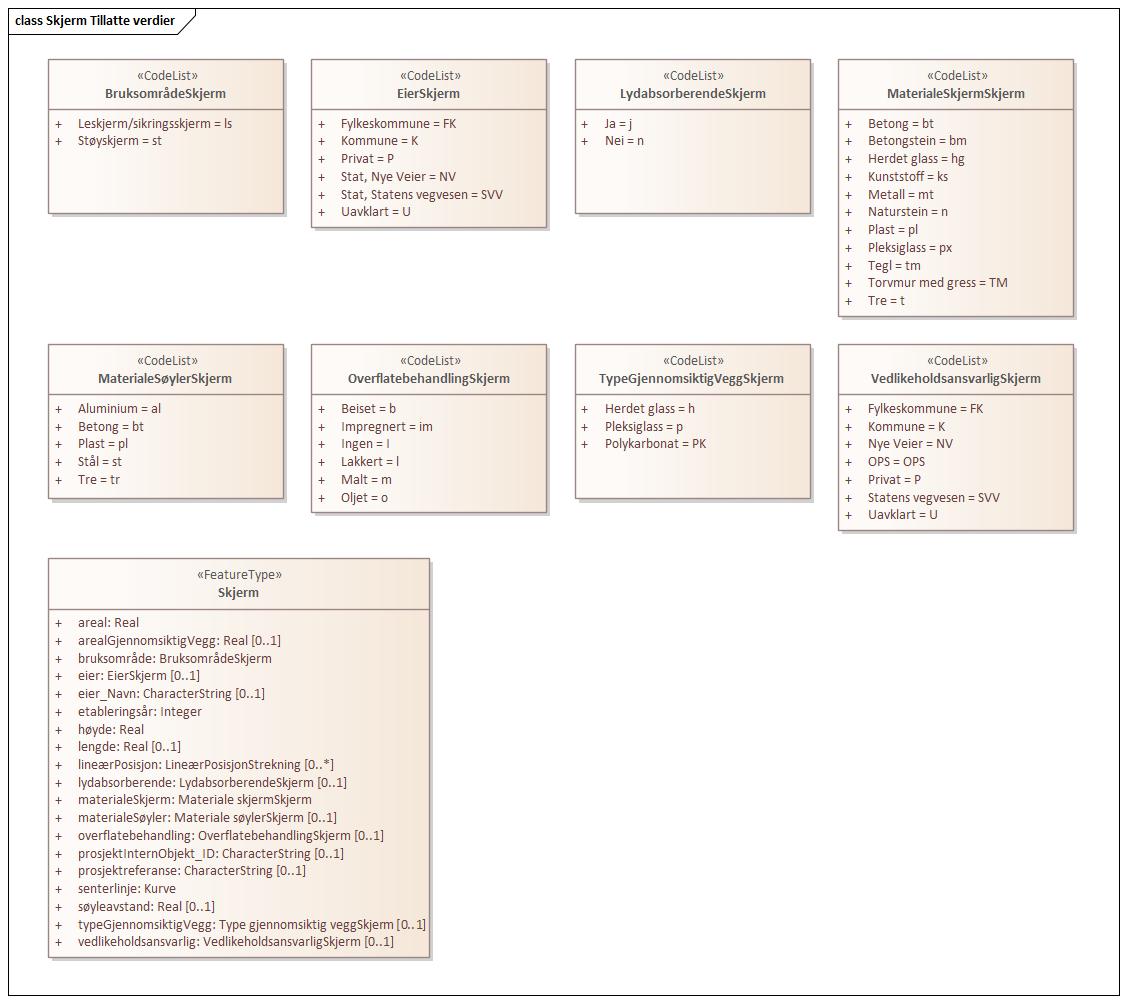 class Skjerm Tillatte verdier
«CodeList»
BruksområdeSkjerm
+ Leskjerm/sikringsskjerm = ls
+ Støyskjerm = st
«CodeList»
EierSkjerm
+ Fylkeskommune = FK
+ Kommune = K
+ Privat = P
+ Stat, Nye Veier = NV
+ Stat, Statens vegvesen = SVV
+ Uavklart = U
«CodeList»
LydabsorberendeSkjerm
+ Ja = j
+ Nei = n
«CodeList»
MaterialeSkjermSkjerm
+ Betong = bt
+ Betongstein = bm
+ Herdet glass = hg
+ Kunststoff = ks
+ Metall = mt
+ Naturstein = n
+ Plast = pl
+ Pleksiglass = px
+ Tegl = tm
+ Torvmur med gress = TM
+ Tre = t
«CodeList»
MaterialeSøylerSkjerm
+ Aluminium = al
+ Betong = bt
+ Plast = pl
+ Stål = st
+ Tre = tr
«CodeList»
OverflatebehandlingSkjerm
+ Beiset = b
+ Impregnert = im
+ Ingen = I
+ Lakkert = l
+ Malt = m
+ Oljet = o
«CodeList»
TypeGjennomsiktigVeggSkjerm
+ Herdet glass = h
+ Pleksiglass = p
+ Polykarbonat = PK
«CodeList»
VedlikeholdsansvarligSkjerm
+ Fylkeskommune = FK
+ Kommune = K
+ Nye Veier = NV
+ OPS = OPS
+ Privat = P
+ Statens vegvesen = SVV
+ Uavklart = U
«FeatureType»
Skjerm
+ areal: Real
+ arealGjennomsiktigVegg: Real [0..1]
+ bruksområde: BruksområdeSkjerm
+ eier: EierSkjerm [0..1]
+ eier_Navn: CharacterString [0..1]
+ etableringsår: Integer
+ høyde: Real
+ lengde: Real [0..1]
+ lineærPosisjon: LineærPosisjonStrekning [0..*]
+ lydabsorberende: LydabsorberendeSkjerm [0..1]
+ materialeSkjerm: Materiale skjermSkjerm
+ materialeSøyler: Materiale søylerSkjerm [0..1]
+ overflatebehandling: OverflatebehandlingSkjerm [0..1]
+ prosjektInternObjekt_ID: CharacterString [0..1]
+ prosjektreferanse: CharacterString [0..1]
+ senterlinje: Kurve
+ søyleavstand: Real [0..1]
+ typeGjennomsiktigVegg: Type gjennomsiktig veggSkjerm [0..1]
+ vedlikeholdsansvarlig: VedlikeholdsansvarligSkjerm [0..1]